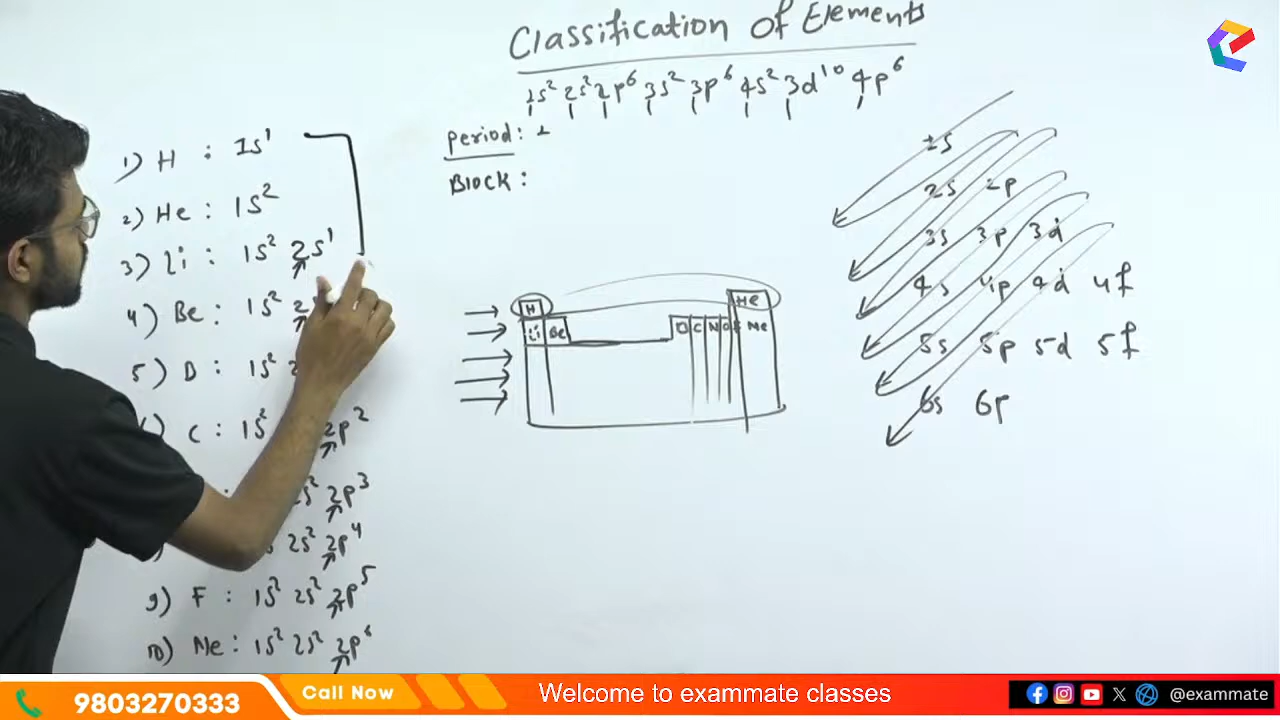 Classification of Elements
1s² 2s² 2p⁶ 3s² 3p⁶ 4s² 3d¹⁰ 4p⁶
Period:
Block:
1) H : 1s¹
2) He : 1s²
3) Li : 1s² 2s¹
4) Be : 1s² 2
5) B : 1s² 2
C : 1s² 2p²
2s² 2p³
2s² 2p⁴
9) F : 1s² 2s² 2p⁵
10) Ne : 1s² 2s² 2p⁶
H He
Li Be B C N O Ne
1s
2s 2p
3s 3p 3d
4s 4p 4d 4f
5s 5p 5d 5f
6s 6p
9803270333
Call Now
Welcome to exammate classes
@exammate